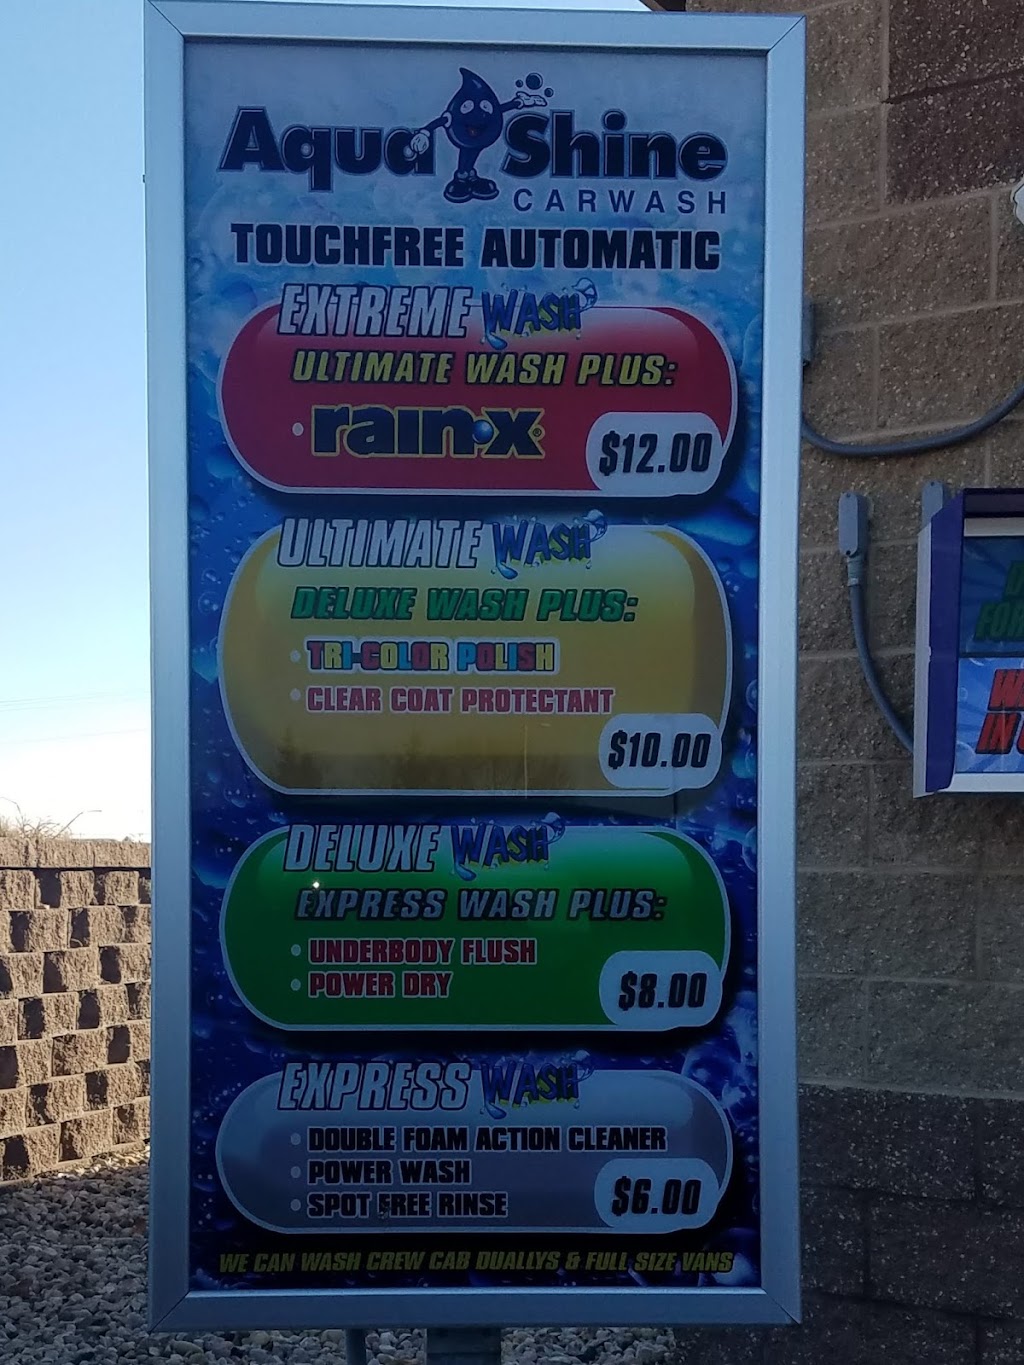 Aqua Shine
CARWASH
TOUCHFREE AUTOMATIC
EXTREME WASH
ULTIMATE WASH PLUS:
• rain-x®
$12.00
ULTIMATE WASH
DELUXE WASH PLUS:
• TRI-COLOR POLISH
• CLEAR COAT PROTECTANT
$10.00
DELUXE WASH
EXPRESS WASH PLUS:
• UNDERBODY FLUSH
• POWER DRY
$8.00
EXPRESS WASH
• DOUBLE FOAM ACTION CLEANER
• POWER WASH
• SPOT FREE RINSE
$6.00
WE CAN WASH CREW CAB DUALLYS & FULL SIZE VANS